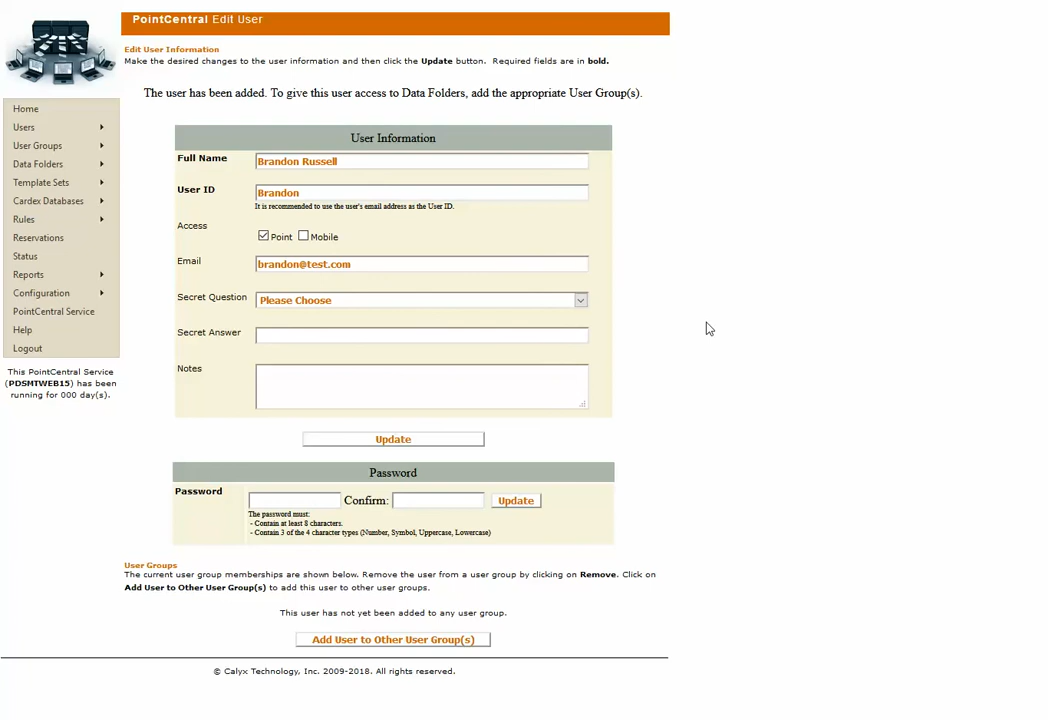 PointCentral Edit User
Edit User Information
Make the desired changes to the user information and then click the Update button. Required fields are in bold.
The user has been added. To give this user access to Data Folders, add the appropriate User Group(s).
Home
Users
User Groups
Data Folders
Template Sets
Cardex Databases
Rules
Reservations
Status
Reports
Configuration
PointCentral Service
Help
Logout
This PointCentral Service
(PDSMTWEB15) has been
running for 000 day(s).
User Information
Full Name Brandon Russell
User ID Brandon
It is recommended to use the user's email address as the User ID.
Access Point Mobile
Email brandon@test.com
Secret Question Please Choose
Secret Answer
Notes
Update
Password
Password Confirm: Update
The password must:
- Contain at least 8 characters.
- Contain 3 of the 4 character types (Number, Symbol, Uppercase, Lowercase)
User Groups
The current user group memberships are shown below. Remove the user from a user group by clicking on Remove. Click on
Add User to Other User Group(s) to add this user to other user groups.
This user has not yet been added to any user group.
Add User to Other User Group(s)
© Calyx Technology, Inc. 2009-2018. All rights reserved.